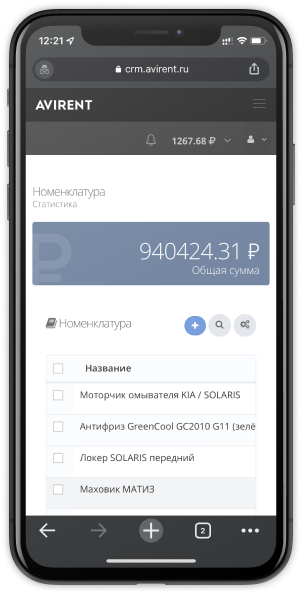 12:21
crm.avirent.ru
AVIRENT
1267.68 ₽
Номенклатура
Статистика
₽
940424.31 ₽
Общая сумма
Номенклатура
Название
Моторчик омывателя KIA / SOLARIS
Антифриз GreenCool GC2010 G11 (зелё
Локер SOLARIS передний
Маховик МАТИЗ
2